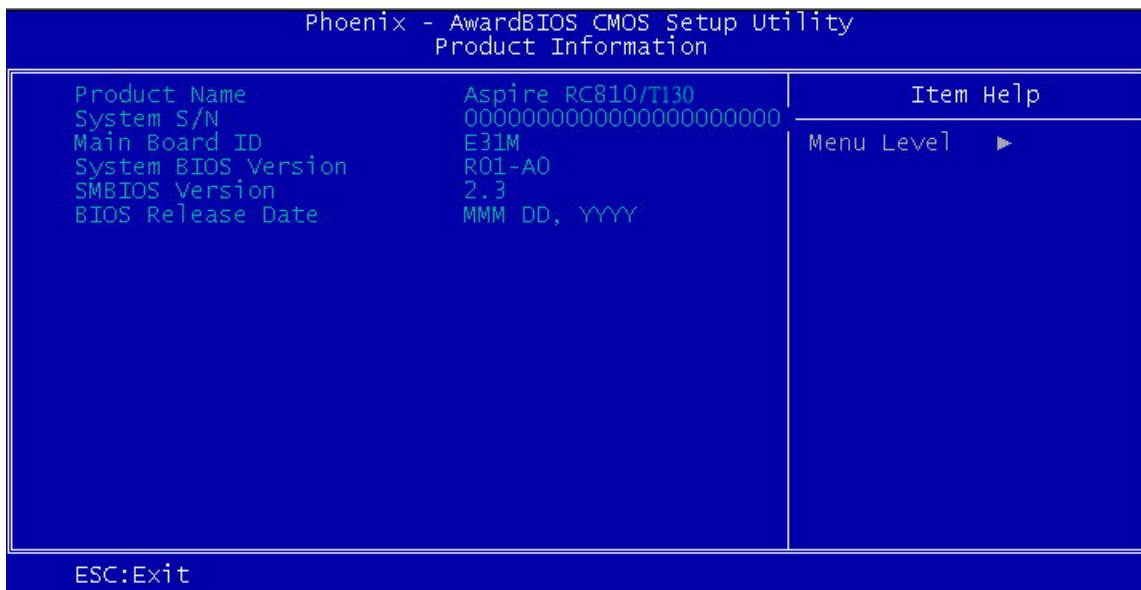 Phoenix - AwardBIOS CMOS Setup Utility
Product Information
Product Name Aspire RC810/T130
System S/N 00000000000000000000000
Main Board ID E31M
System BIOS Version R01-A0
SMBIOS Version 2.3
BIOS Release Date MMM DD, YYYY
Item Help
Menu Level ►
ESC:Exit